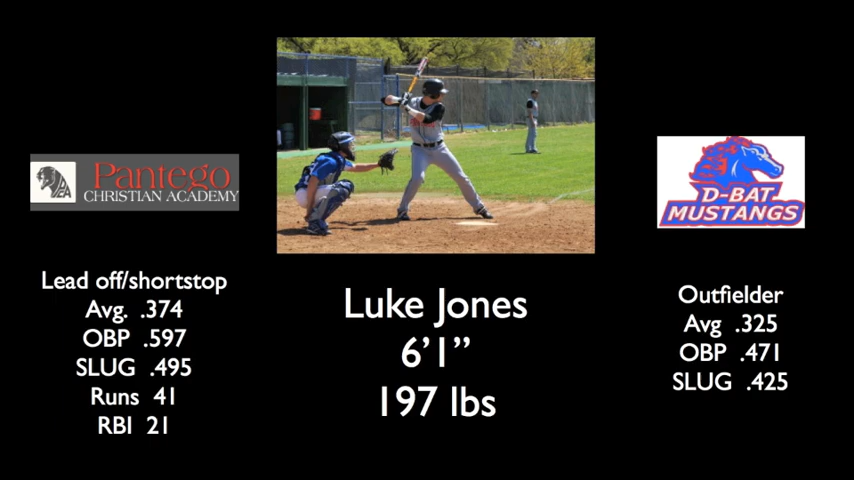 Pantego
CHRISTIAN ACADEMY
Lead off/shortstop
Avg. .374
OBP .597
SLUG .495
Runs 41
RBI 21
Luke Jones
6’1”
197 lbs
D-BAT
MUSTANGS
Outfielder
Avg .325
OBP .471
SLUG .425